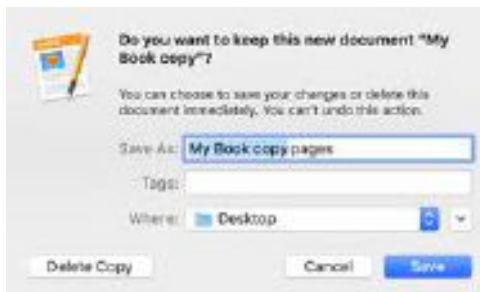 Do you want to keep this new document "My
Book copy"?
You can choose to save your changes or delete this
document immediately. You can't undo this action.
Save As: My Book copy.pages
Tags:
Where: Desktop
Delete Copy Cancel Save